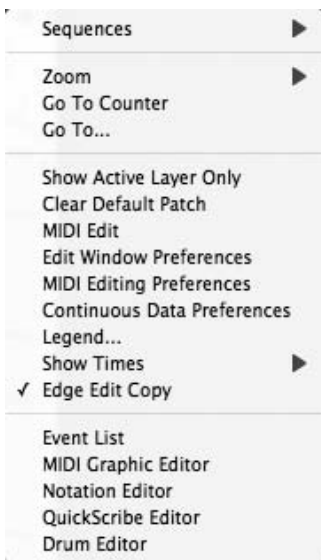 Sequences
Zoom
Go To Counter
Go To...
Show Active Layer Only
Clear Default Patch
MIDI Edit
Edit Window Preferences
MIDI Editing Preferences
Continuous Data Preferences
Legend...
Show Times
✓ Edge Edit Copy
Event List
MIDI Graphic Editor
Notation Editor
QuickScribe Editor
Drum Editor